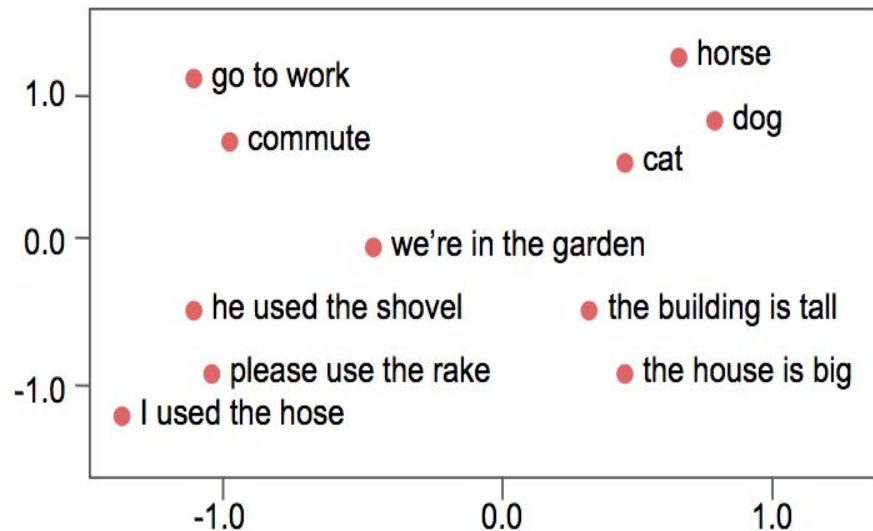 horse
go to work
1.0
dog
commute
cat
0.0
we're in the garden
he used the shovel
the building is tall
please use the rake
the house is big
-1.0
I used the hose
-1.0
0.0
1.0